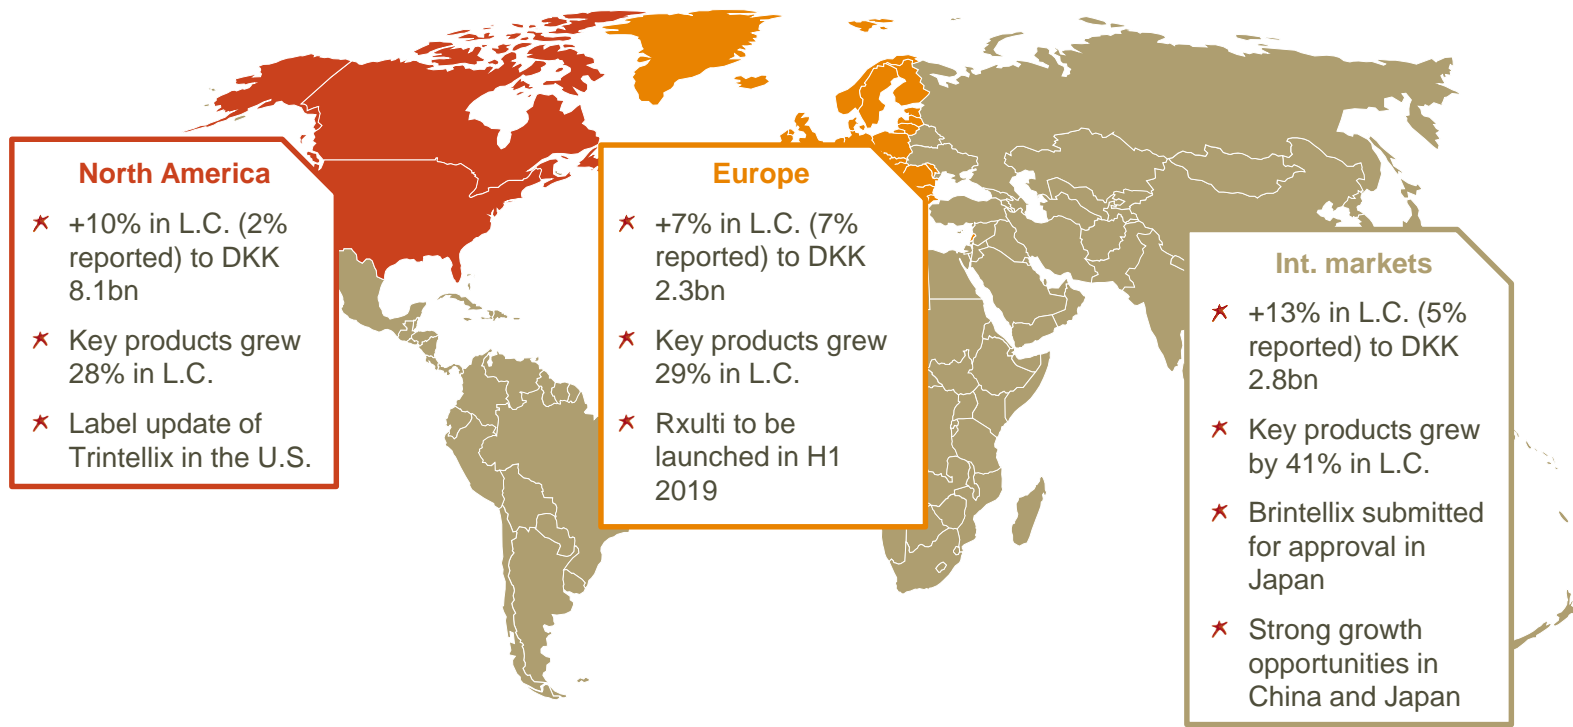 North America
+10% in L.C. (2%
reported) to DKK
8.1bn
Key products grew
28% in L.C.
Label update of
Trintellix in the U.S.
Europe
+7% in L.C. (7%
reported) to DKK
2.3bn
Key products grew
29% in L.C.
Rxulti to be
launched in H1
2019
Int. markets
+13% in L.C. (5%
reported) to DKK
2.8bn
Key products grew
by 41% in L.C.
Brintellix submitted
for approval in
Japan
Strong growth
opportunities in
China and Japan